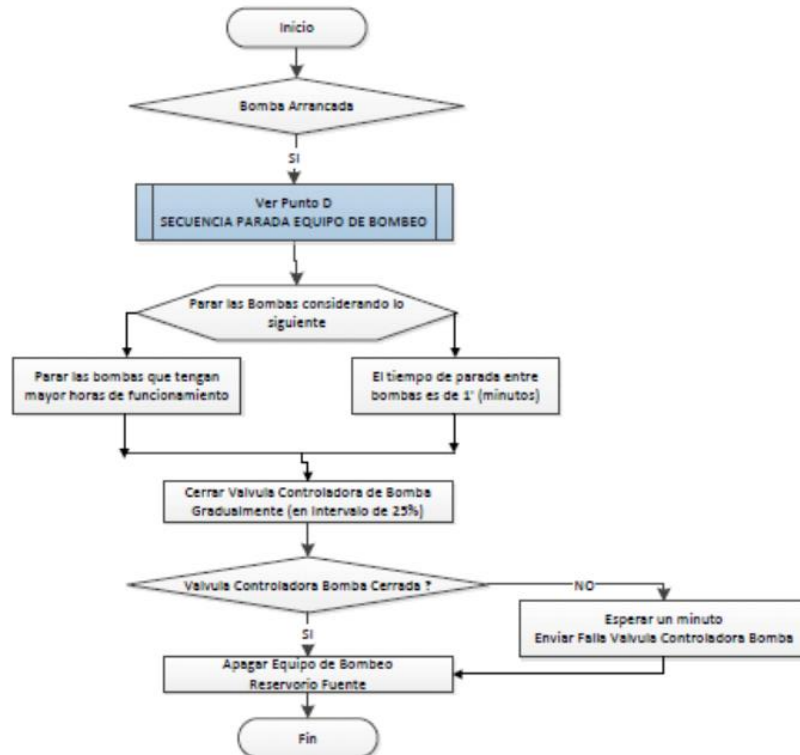 Inicio
Bomba Arrancada
SI
Ver Punto D
SECUENCIA PARADA EQUIPO DE BOMBEO
Parar las Bombas considerando lo
siguiente
Parar las bombas que tengan
mayor horas de funcionamiento
El tiempo de parada entre
bombas es de 1' (minutos)
Cerrar Valvula Controladora de Bomba
Gradualmente (en intervalo de 25%)
Valvula Controladora Bomba Cerrada ?
NO
Esperar un minuto
Enviar Falla Valvula Controladora Bomba
SI
Apagar Equipo de Bombeo
Reservorio Fuente
Fin